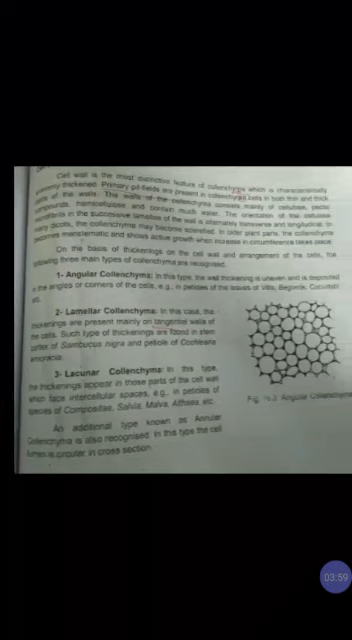 Cell wall is the most distinctive feature of collenchyma which is characteristically
unevenly thickened. Primary pit-fields are present in collenchyma cells in both thin and thick
parts of the walls. The walls of the collenchyma consists mainly of cellulose, pectic
compounds, hemicellulose and contain much water. The orientation of the cellulose
microfibrils in the successive lamellae of the wall is alternately transverse and longitudinal. In
many dicots, the collenchyma may become sclerified. In older plant parts, the collenchyma
becomes meristematic and shows active growth when increase in circumference takes place.
On the basis of thickenings on the cell wall and arrangement of the cells, the
following three main types of collenchyma are recognised.
1- Angular Collenchyma: In this type, the wall thickening is uneven and is deposited
in the angles or corners of the cells, e.g., in petioles of the leaves of Vitis, Begonia, Cucurbita
etc.
2- Lamellar Collenchyma: In this case, the
thickenings are present mainly on tangential walls of
the cells. Such type of thickenings are found in stem
cortex of Sambucus nigra and petiole of Cochlearia
armoracia.
3- Lacunar Collenchyma: In this type,
the thickenings appear in those parts of the cell wall
which face intercellular spaces, e.g., in petioles of
species of Compositae, Salvia, Malva, Althaea, etc.
An additional type known as Annular
Collenchyma is also recognised. In this type the cell
lumen is circular in cross section.
Angular Collenchyma
03:59